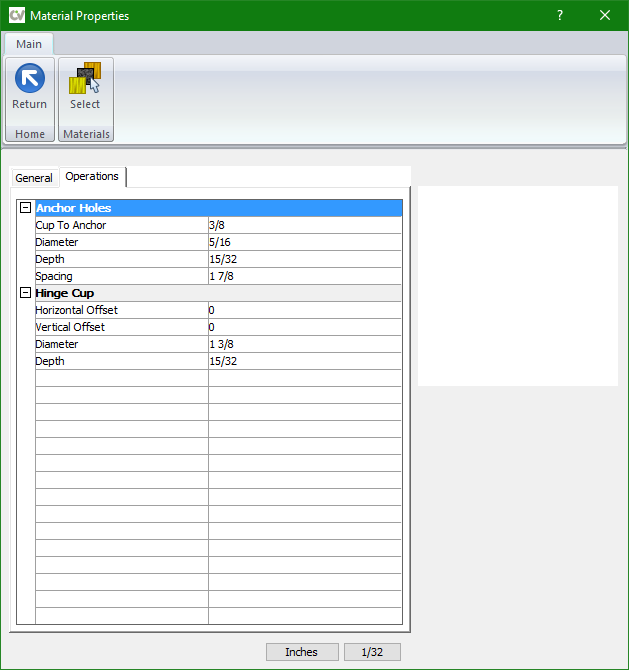 CV Material Properties ?
Main
Return Select
Home Materials
General Operations
Anchor Holes
Cup To Anchor 3/8
Diameter 5/16
Depth 15/32
Spacing 1 7/8
Hinge Cup
Horizontal Offset 0
Vertical Offset 0
Diameter 1 3/8
Depth 15/32
Inches 1/32